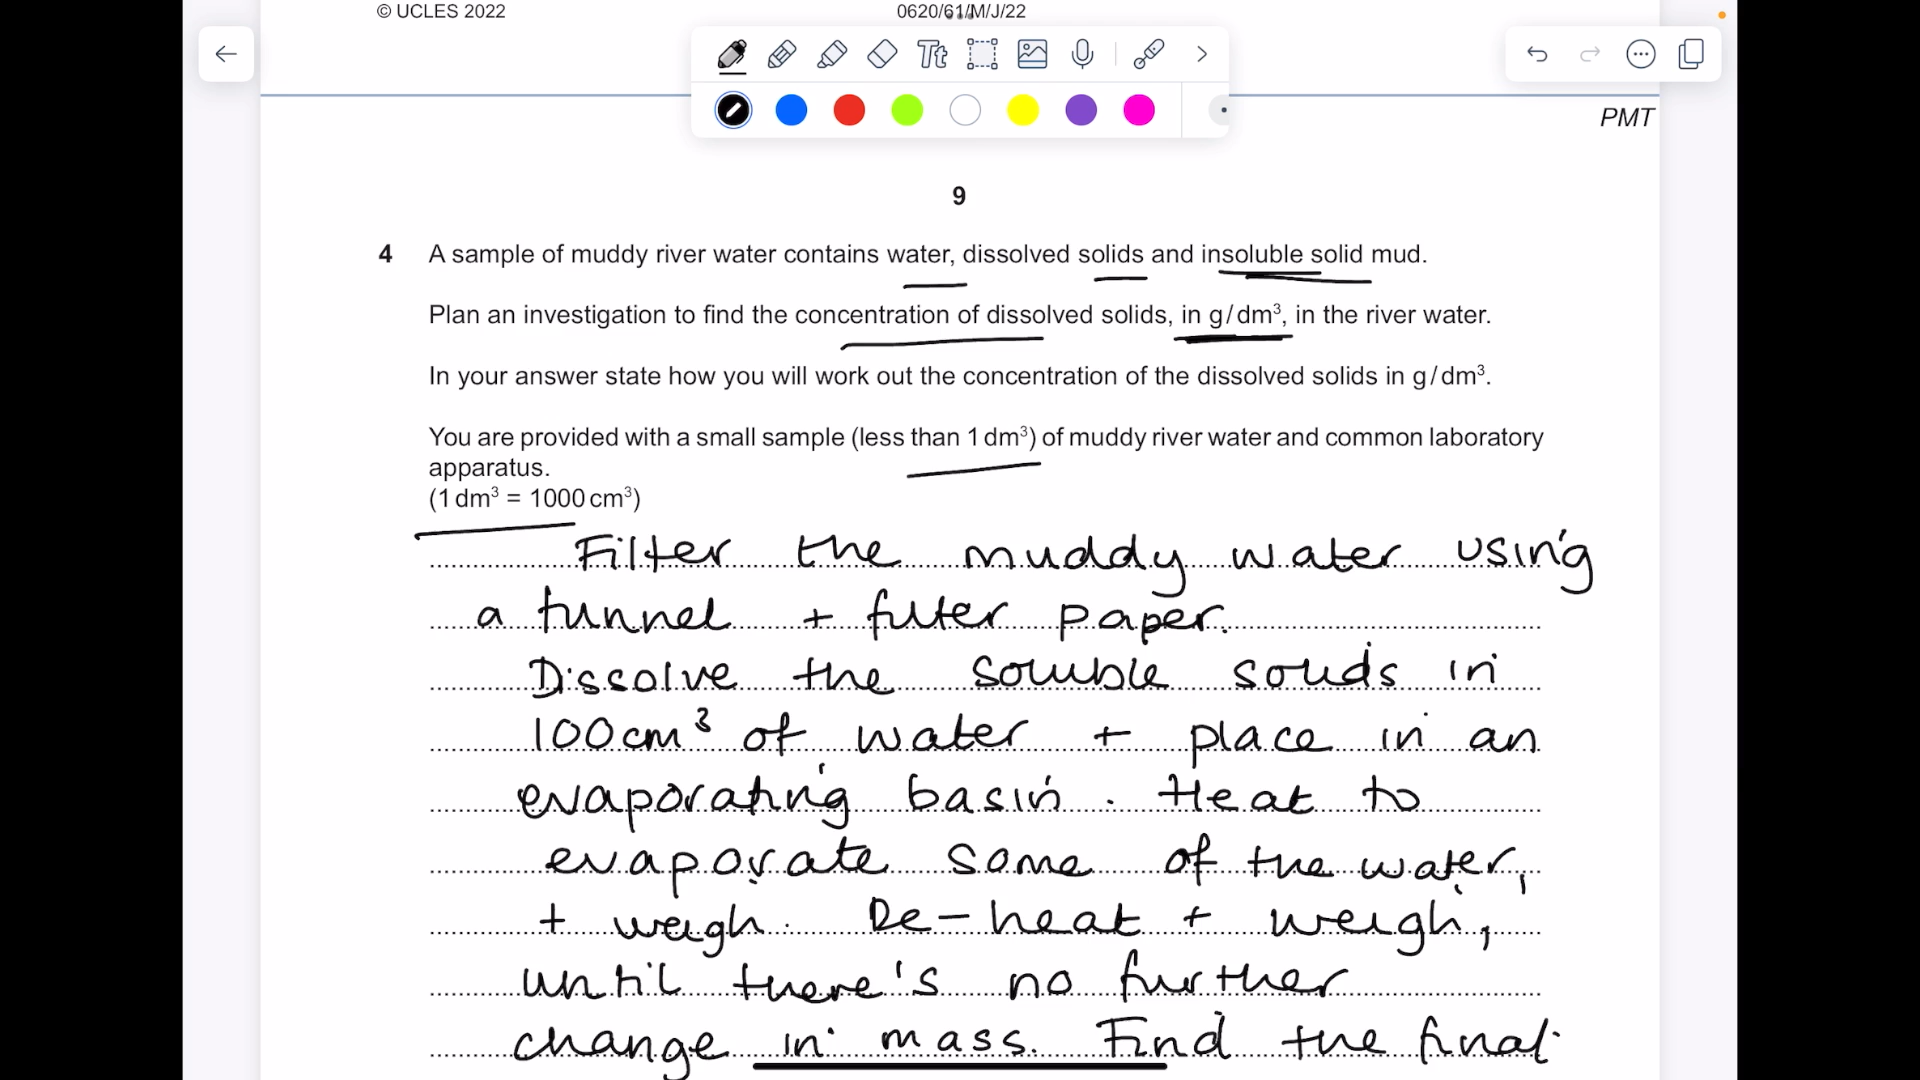 © UCLES 2022
0620/61/M/J/22
Tt
PMT
9
4 A sample of muddy river water contains water, dissolved solids and insoluble solid mud.
Plan an investigation to find the concentration of dissolved solids, in g/dm³, in the river water.
In your answer state how you will work out the concentration of the dissolved solids in g/dm³.
You are provided with a small sample (less than 1 dm³) of muddy river water and common laboratory
apparatus.
(1 dm³ = 1000 cm³)
Filter the muddy water using
a funnel + filter paper.
Dissolve the soluble solids in
100cm³ of water + place in an
evaporating basin. Heat to
evaporate some of the water,
+ weigh. Re-heat + weigh,
until there's no further
change in mass. Find the final